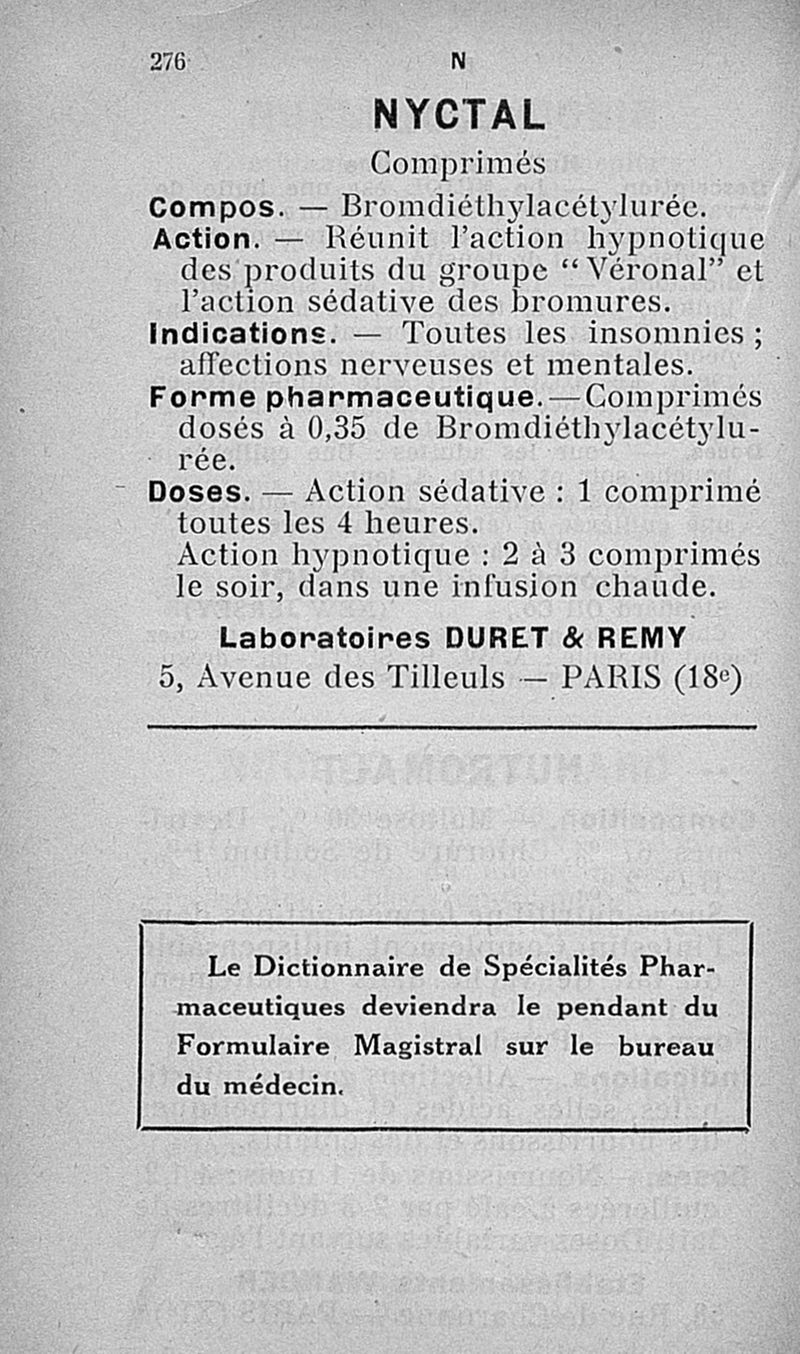 276
N
NYCTAL
Comprimés
Compos. — Bromdiéthylacétylurée.
Action. — Réunit l'action hypnotique
des produits du groupe “Véronal” et
l'action sédative des bromures.
Indications. — Toutes les insomnies ;
affections nerveuses et mentales.
Forme pharmaceutique. — Comprimés
dosés à 0,35 de Bromdiéthylacétylu-
rée.
Doses. — Action sédative : 1 comprimé
toutes les 4 heures.
Action hypnotique : 2 à 3 comprimés
le soir, dans une infusion chaude.
Laboratoires DURET & REMY
5, Avenue des Tilleuls — PARIS (18e)
Le Dictionnaire de Spécialités Phar-
maceutiques deviendra le pendant du
Formulaire Magistral sur le bureau
du médecin.